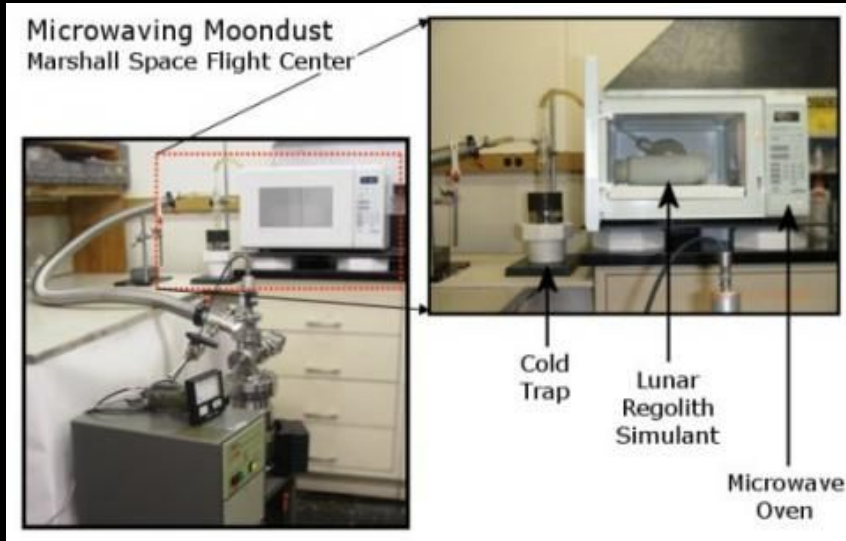 Microwaving Moondust
Marshall Space Flight Center
Cold
Trap
Lunar
Regolith
Simulant
Microwave
Oven